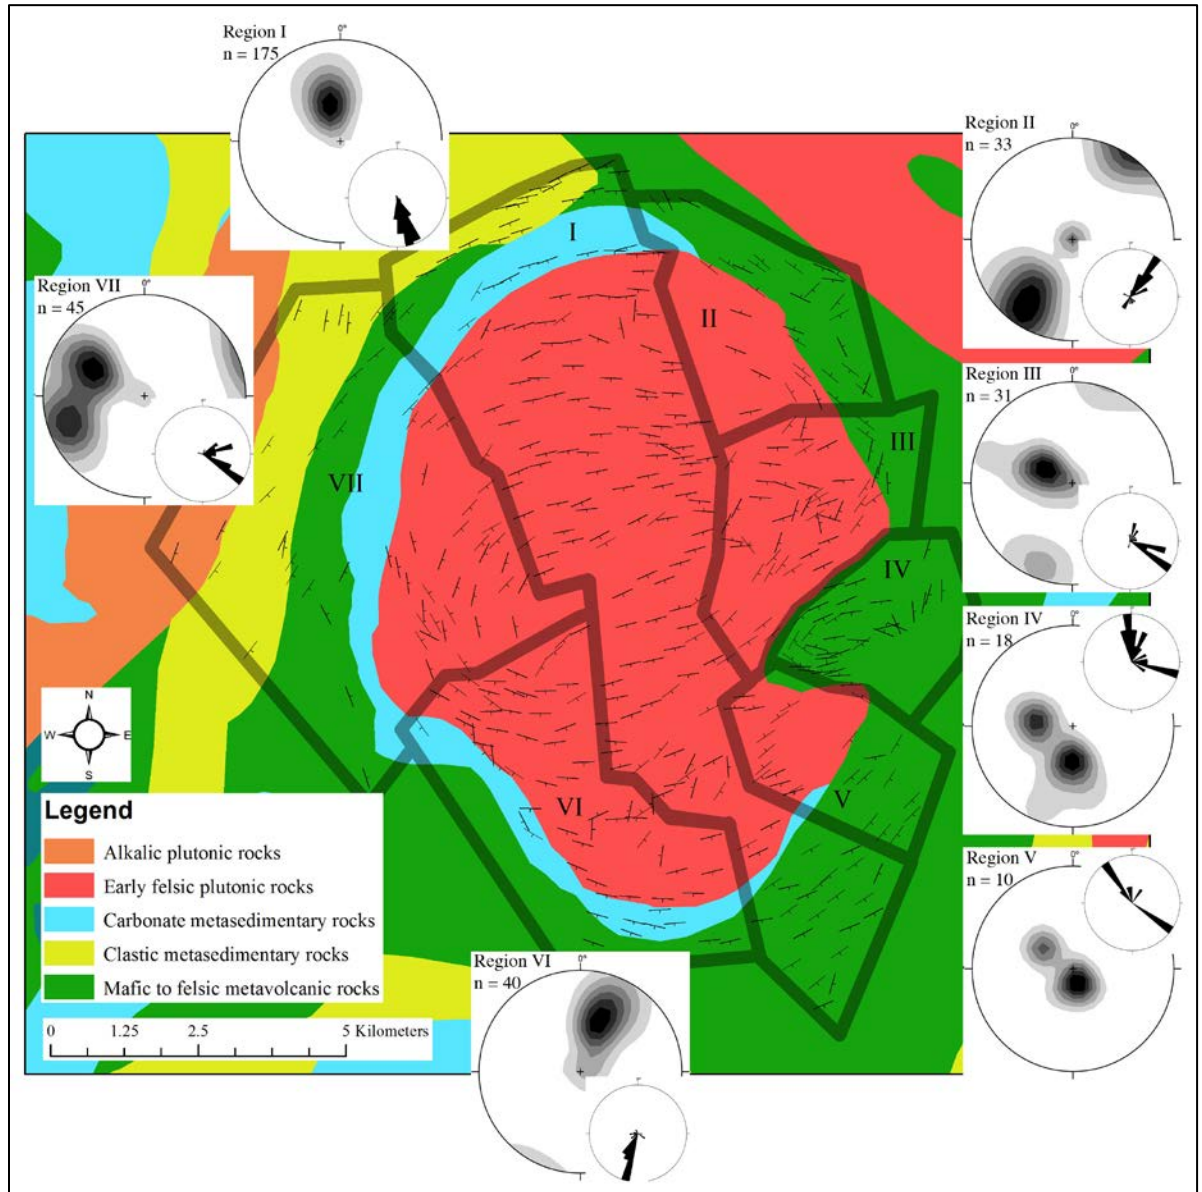 Region I
n = 175
0°
Region II
n = 33
0°
Region VII
n = 45
0°
Region III
n = 31
0°
Region IV
n = 18
0°
Region V
n = 10
0°
Region VI
n = 40
0°
I
II
III
IV
V
VI
VII
N
W E
S
Legend
Alkalic plutonic rocks
Early felsic plutonic rocks
Carbonate metasedimentary rocks
Clastic metasedimentary rocks
Mafic to felsic metavolcanic rocks
0 1.25 2.5 5 Kilometers